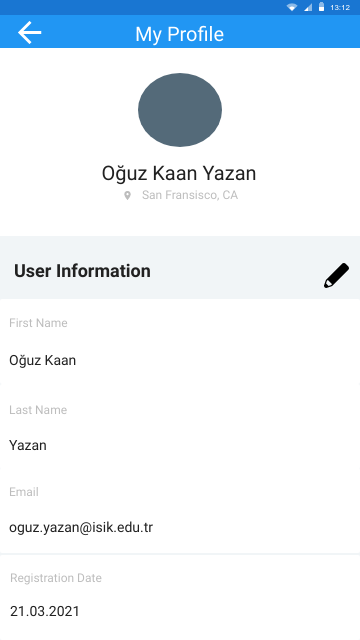 13:12
My Profile
Oğuz Kaan Yazan
San Fransisco, CA
User Information
First Name
Oğuz Kaan
Last Name
Yazan
Email
oguz.yazan@isik.edu.tr
Registration Date
21.03.2021